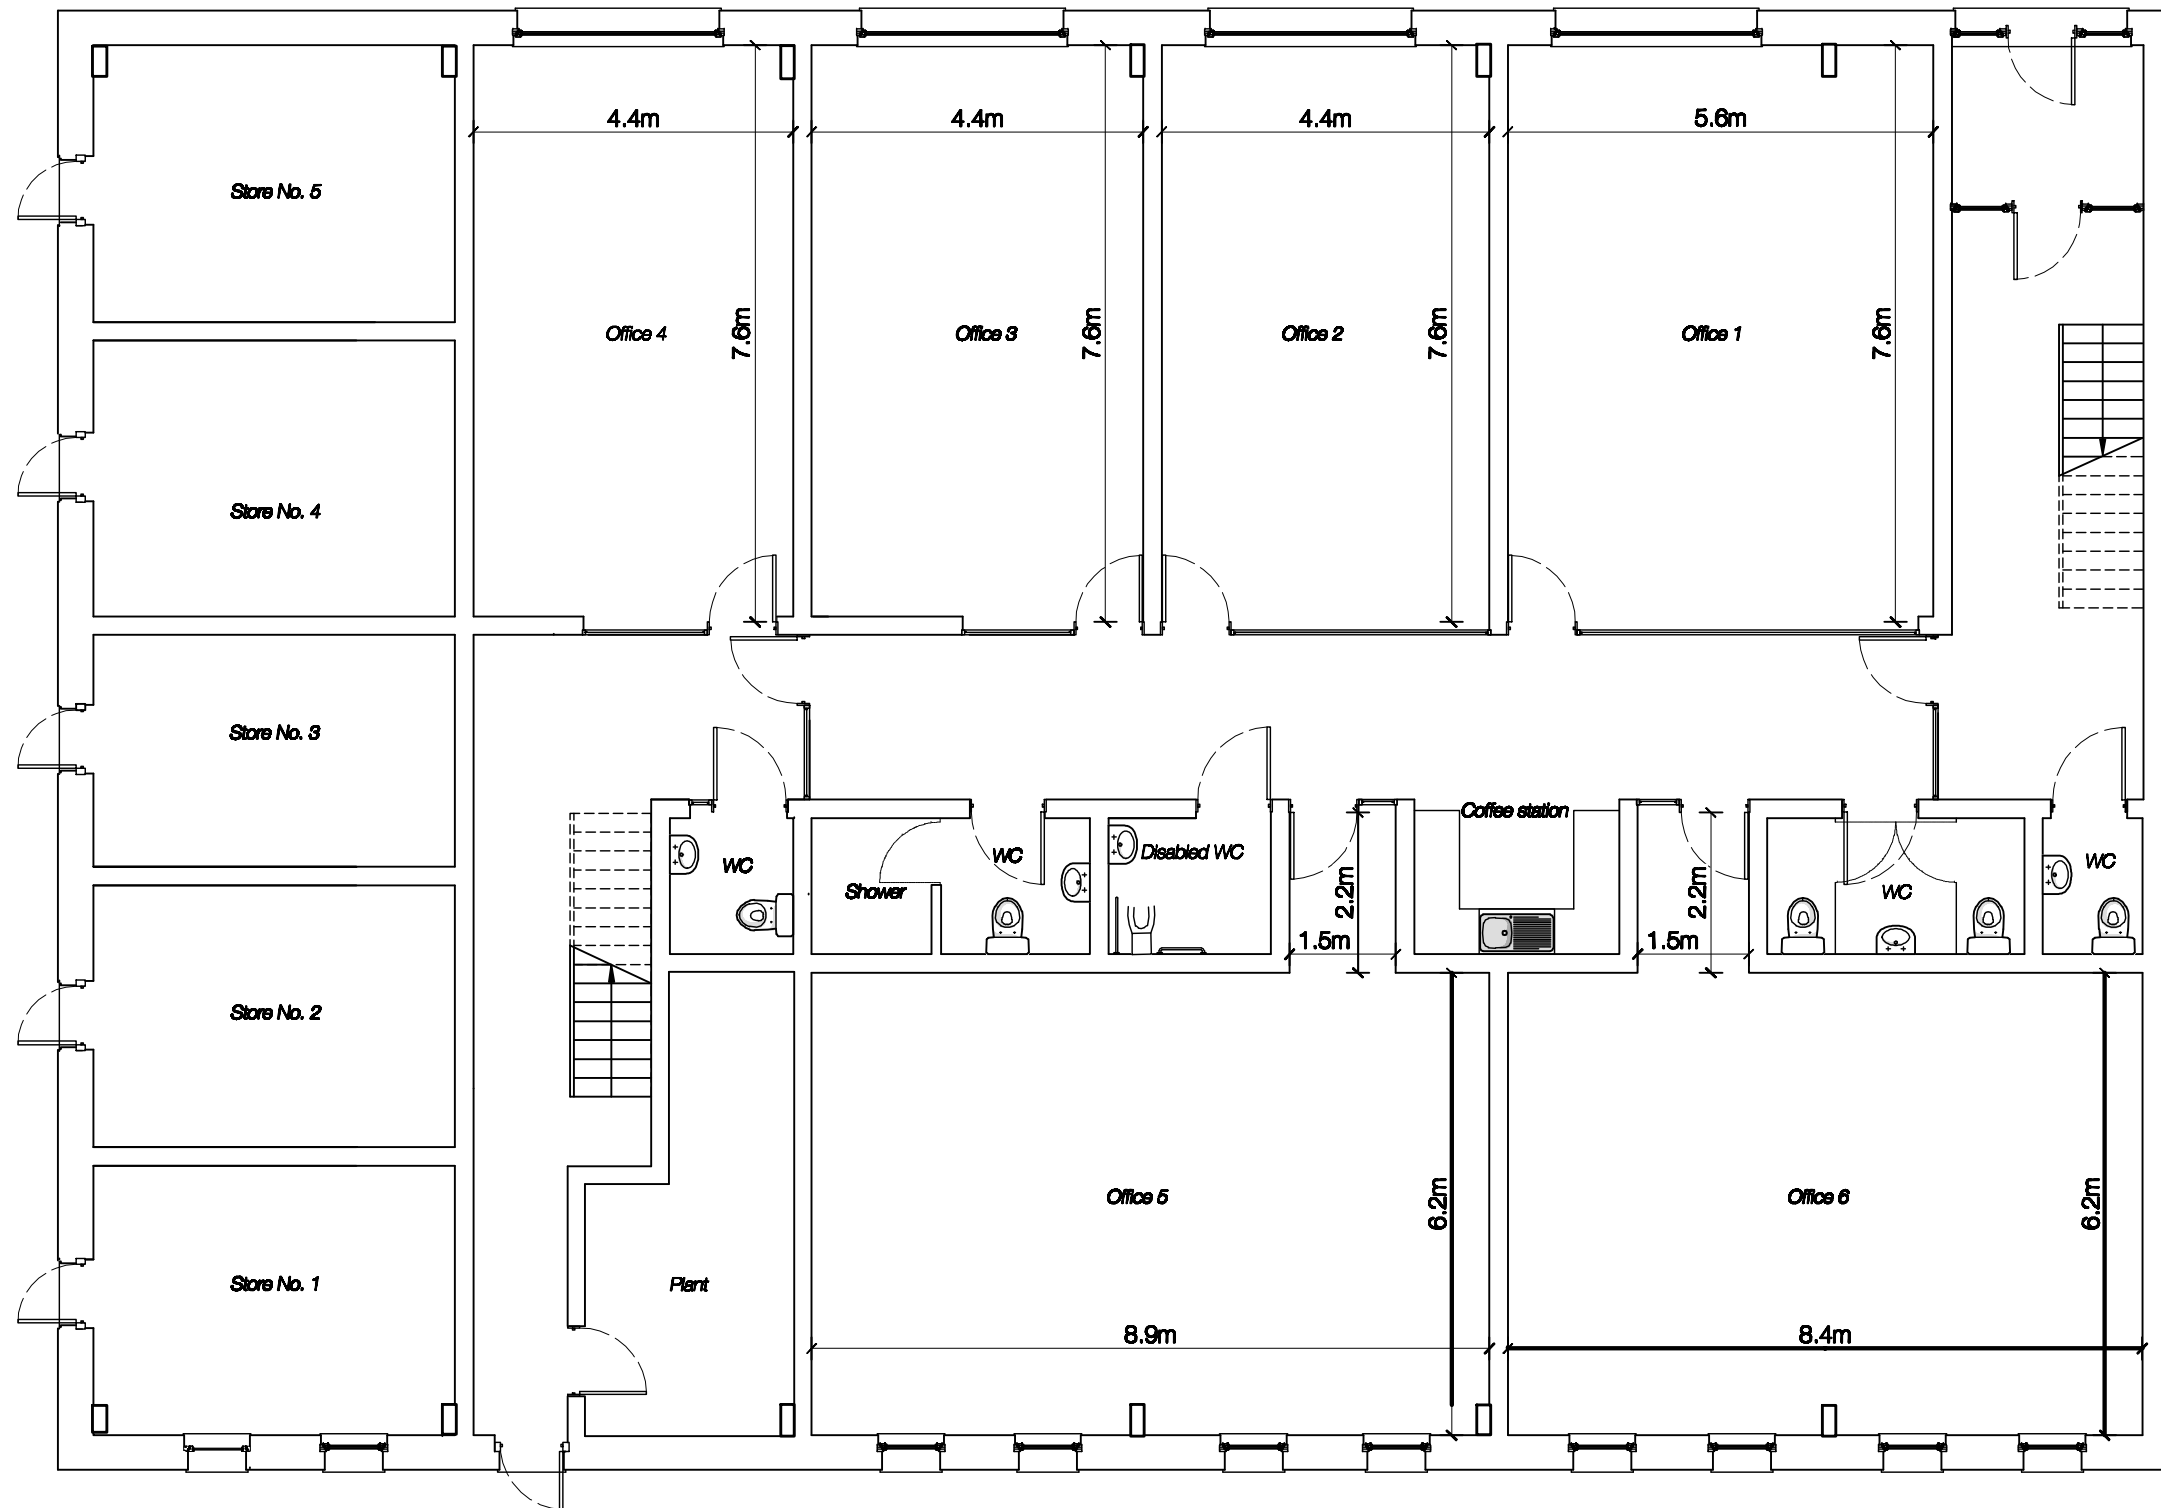 4.4m
4.4m
4.4m
5.6m
Store No. 5
Office 4
7.6m
Office 3
7.6m
Office 2
7.6m
Office 1
7.6m
Store No. 4
Store No. 3
Coffee station
WC
Shower
WC
Disabled WC
2.2m
1.5m
2.2m
1.5m
WC
WC
Store No. 2
Office 5
6.2m
Office 6
6.2m
Store No. 1
Plant
8.9m
8.4m